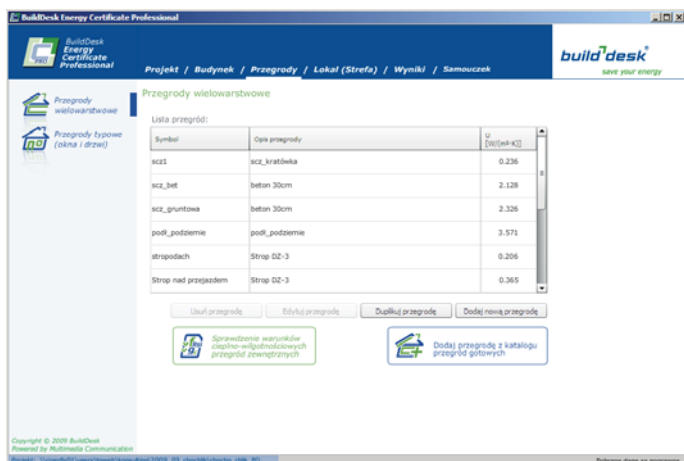 BuildDesk Energy Certificate Professional
BuildDesk
Energy
Certificate
Professional
PRO
Projekt / Budynek / Przegrody / Lokal (Strefa) / Wyniki / Samouczek
build desk
save your energy
Przegrody
wielowarstwowe
Przegrody typowe
(okna i drzwi)
Przegrody wielowarstwowe
Lista przegród:
Symbol Opis przegrody U [W/(m²·K)]
scz1 scz_kratówka 0.236
scz_bet beton 30cm 2.128
scz_gruntowa beton 30cm 2.326
podł_podziemie podł_podziemie 3.571
stropodach Strop DZ-3 0.206
Strop nad przejazdem Strop DZ-3 0.365
Usuń przegrodę Edytuj przegrodę Duplikuj przegrodę Dodaj nową przegrodę
Sprawdzenie warunków
cieplno-wilgotnościowych
przegród zewnętrznych
Dodaj przegrodę z katalogu
przegród gotowych
Copyright © 2009 BuildDesk
Powered by Multimedia Communication